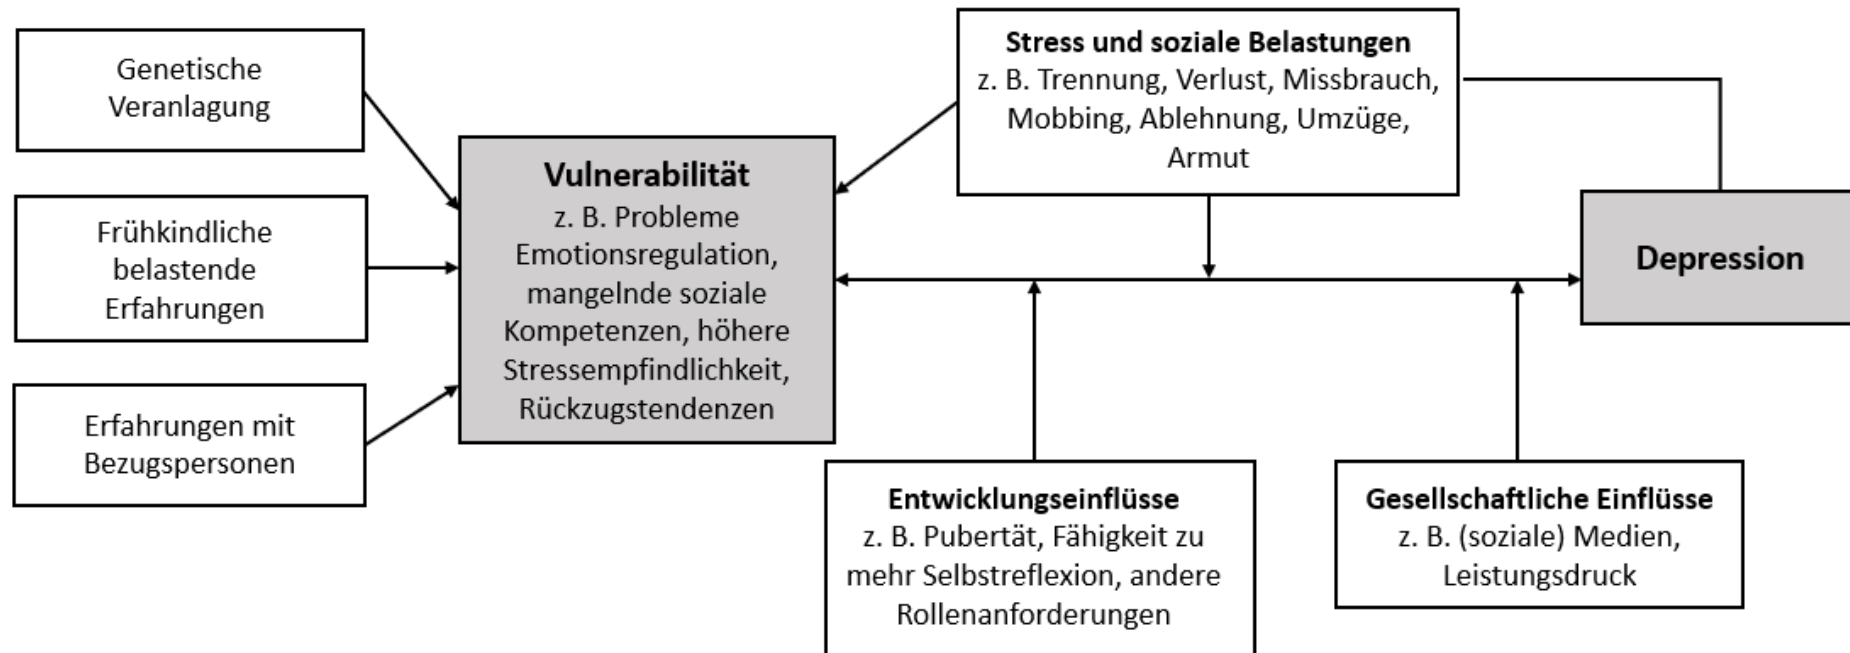 Genetische
Veranlagung
Frühkindliche
belastende
Erfahrungen
Erfahrungen mit
Bezugspersonen
Vulnerabilität
z. B. Probleme
Emotionsregulation,
mangelnde soziale
Kompetenzen, höhere
Stressempfindlichkeit,
Rückzugstendenzen
Stress und soziale Belastungen
z. B. Trennung, Verlust, Missbrauch,
Mobbing, Ablehnung, Umzüge,
Armut
Depression
Entwicklungseinflüsse
z. B. Pubertät, Fähigkeit zu
mehr Selbstreflexion, andere
Rollenanforderungen
Gesellschaftliche Einflüsse
z. B. (soziale) Medien,
Leistungsdruck